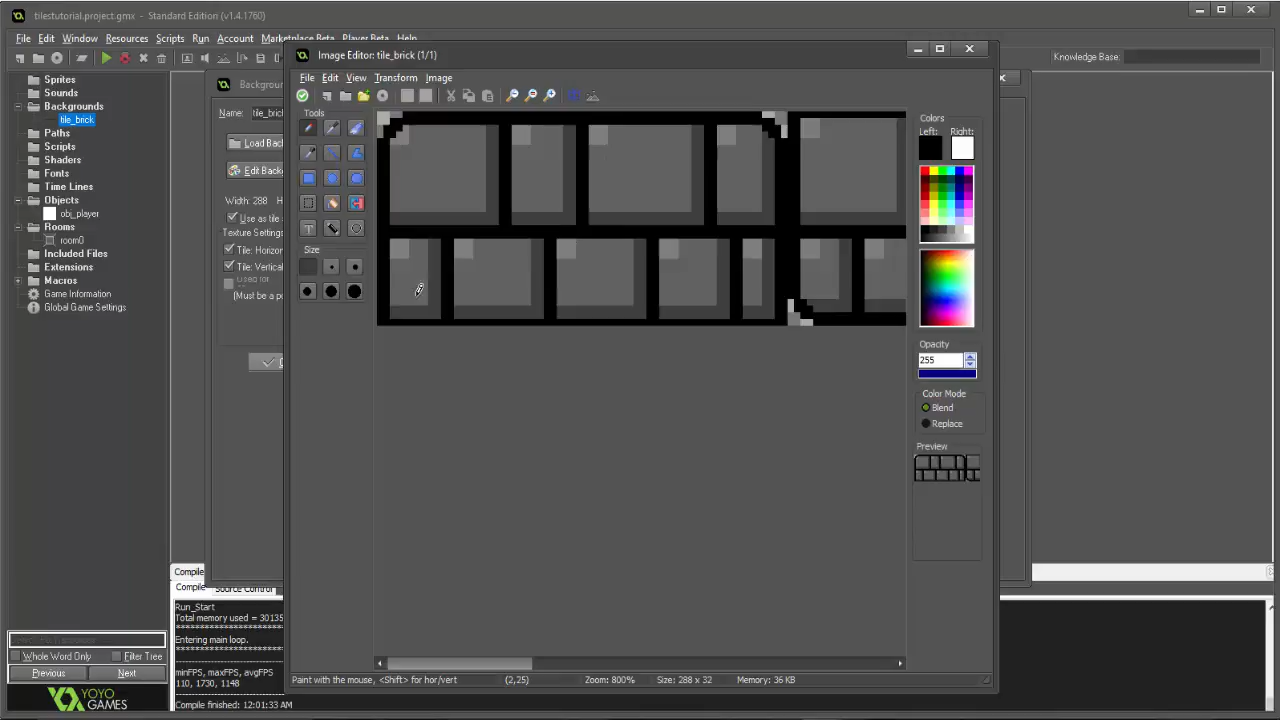 tilestutorial.project.gmx - Standard Edition (v1.4.1760)
File Edit Window Resources Scripts Run Account Marketplace Beta Player Beta Help
Knowledge Base:
Sprites
Sounds
Backgrounds
tile_brick
Paths
Scripts
Shaders
Fonts
Time Lines
Objects
obj_player
Rooms
room0
Included Files
Extensions
Macros
Game Information
Global Game Settings
Whole Word Only Filter Tree
Previous Next
YOYO
GAMES
Name: tile_brick
Load Bac
Edit Backg
Width: 288 H
Use as tile s
Texture Settings
Tile: Horizon
Tile: Vertical
Used for
(Must be a po
Image Editor: tile_brick (1/1)
File Edit View Transform Image
Tools
Size
Colors
Left: Right:
Opacity
255
Color Mode
Blend
Replace
Preview
Paint with the mouse, <Shift> for hor/vert (2,25) Zoom: 800% Size: 288 x 32 Memory: 36 KB
Compile
Compile Source Control
Run_Start
Total memory used = 30135
Entering main loop.
minFPS, maxFPS, avgFPS
110, 1730, 1148
Compile finished: 12:01:33 AM